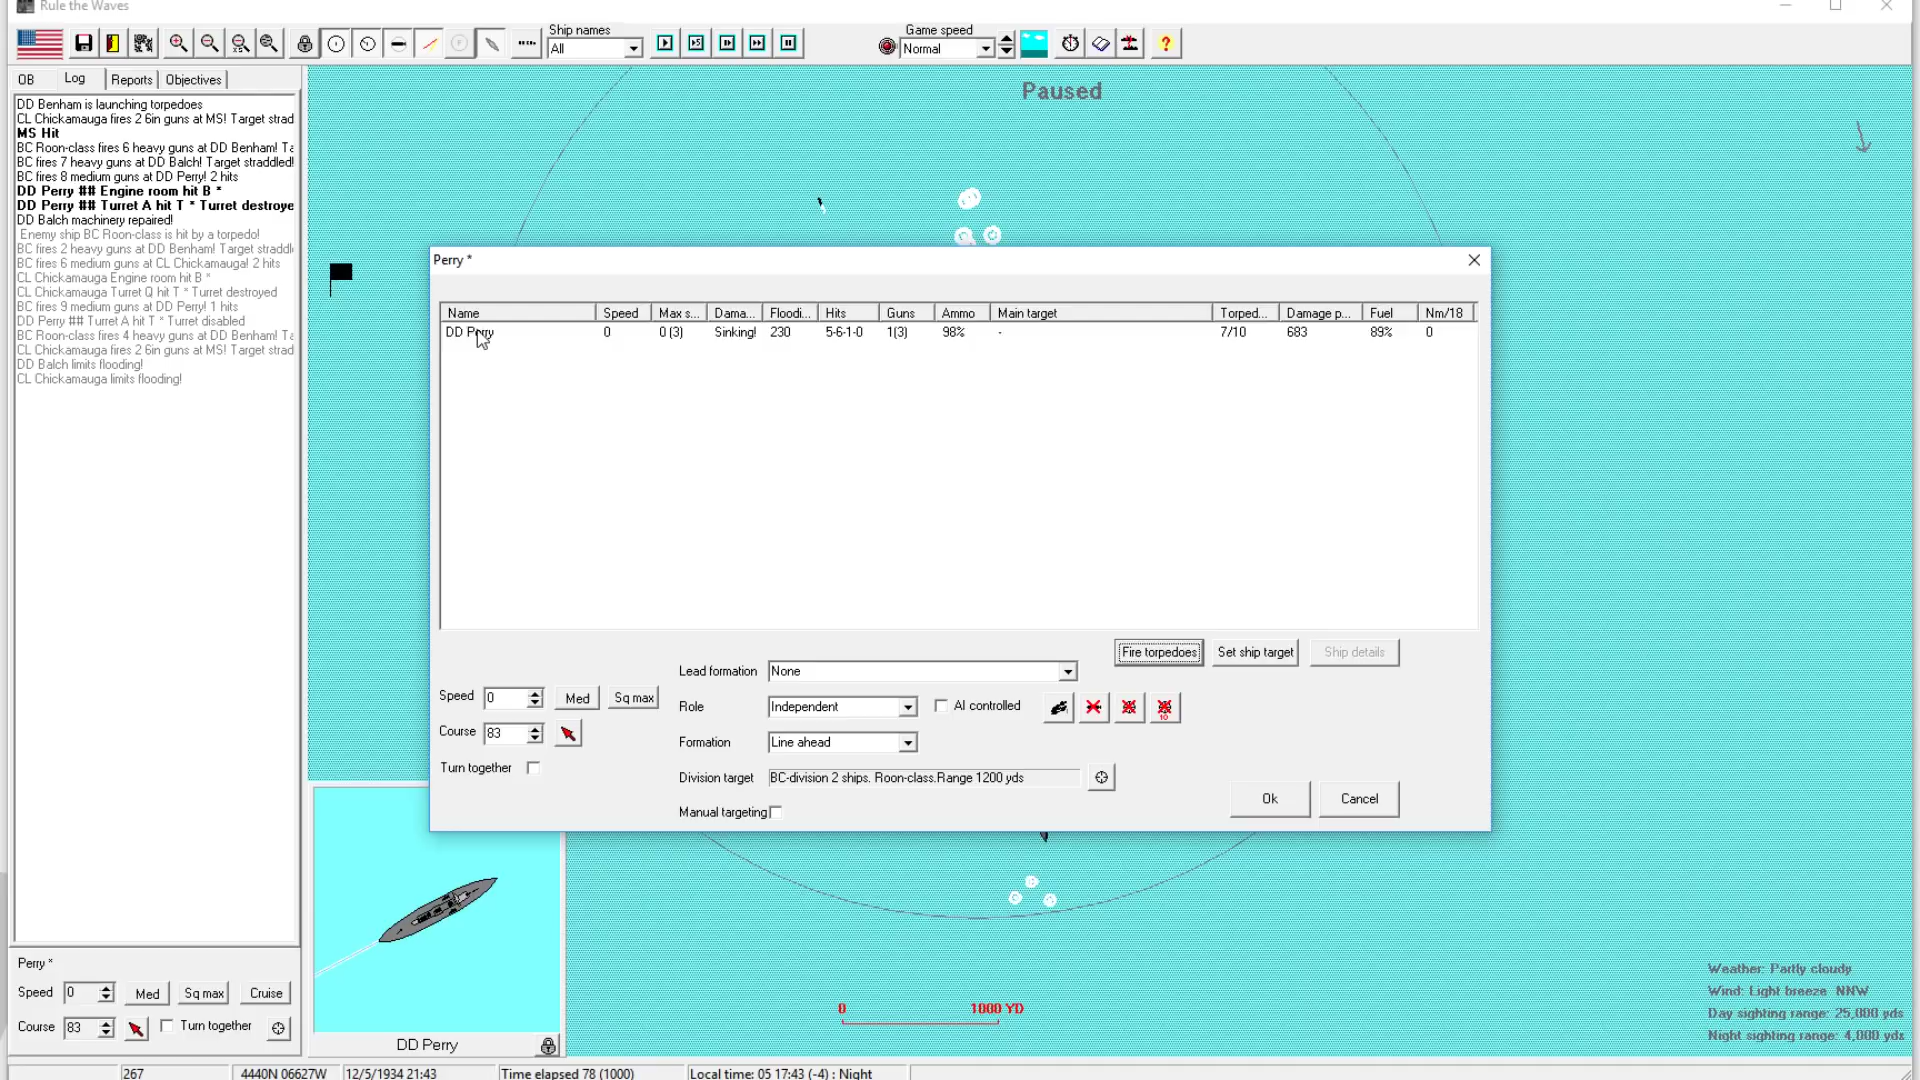 Rule the Waves
Ship names
All
Game speed
Normal
OB
Log
Reports
Objectives
DD Benham is launching torpedoes
CL Chickamauga fires 2 6in guns at MS! Target strad
MS Hit
BC Roon-class fires 6 heavy guns at DD Benham! Ta
BC fires 7 heavy guns at DD Balch! Target straddled!
BC fires 8 medium guns at DD Perry! 2 hits
DD Perry ## Engine room hit B *
DD Perry ## Turret A hit T * Turret destroye
DD Balch machinery repaired!
Enemy ship BC Roon-class is hit by a torpedo!
BC fires 2 heavy guns at DD Benham! Target straddl
BC fires 6 medium guns at CL Chickamauga! 2 hits
CL Chickamauga Engine room hit B *
CL Chickamauga Turret Q hit T * Turret destroyed
BC fires 9 medium guns at DD Perry! 1 hits
DD Perry ## Turret A hit T * Turret disabled
BC Roon-class fires 4 heavy guns at DD Benham! Ta
CL Chickamauga fires 2 6in guns at MS! Target strad
DD Balch limits flooding!
CL Chickamauga limits flooding!
Paused
Perry *
Name Speed Max s... Dama... Floodi... Hits Guns Ammo Main target Torped... Damage p... Fuel Nm/18
DD Perry 0 0 (3) Sinking! 230 5-6-1-0 1(3) 98% - 7/10 683 89% 0
Fire torpedoes
Set ship target
Ship details
Lead formation None
Speed 0 Med Sq max
Role Independent AI controlled
10
Course 83
Formation Line ahead
Turn together
Division target BC-division 2 ships. Roon-class.Range 1200 yds
Manual targeting
Ok
Cancel
Perry *
Speed 0 Med Sq max Cruise
Course 83 Turn together
DD Perry
0 1000 YD
Weather: Partly cloudy
Wind: Light breeze NNW
Day sighting range: 25,000 yds
Night sighting range: 4,000 yds
267
4440N 06627W
12/5/1934 21:43
Time elapsed 78 (1000)
Local time: 05 17:43 (-4) : Night